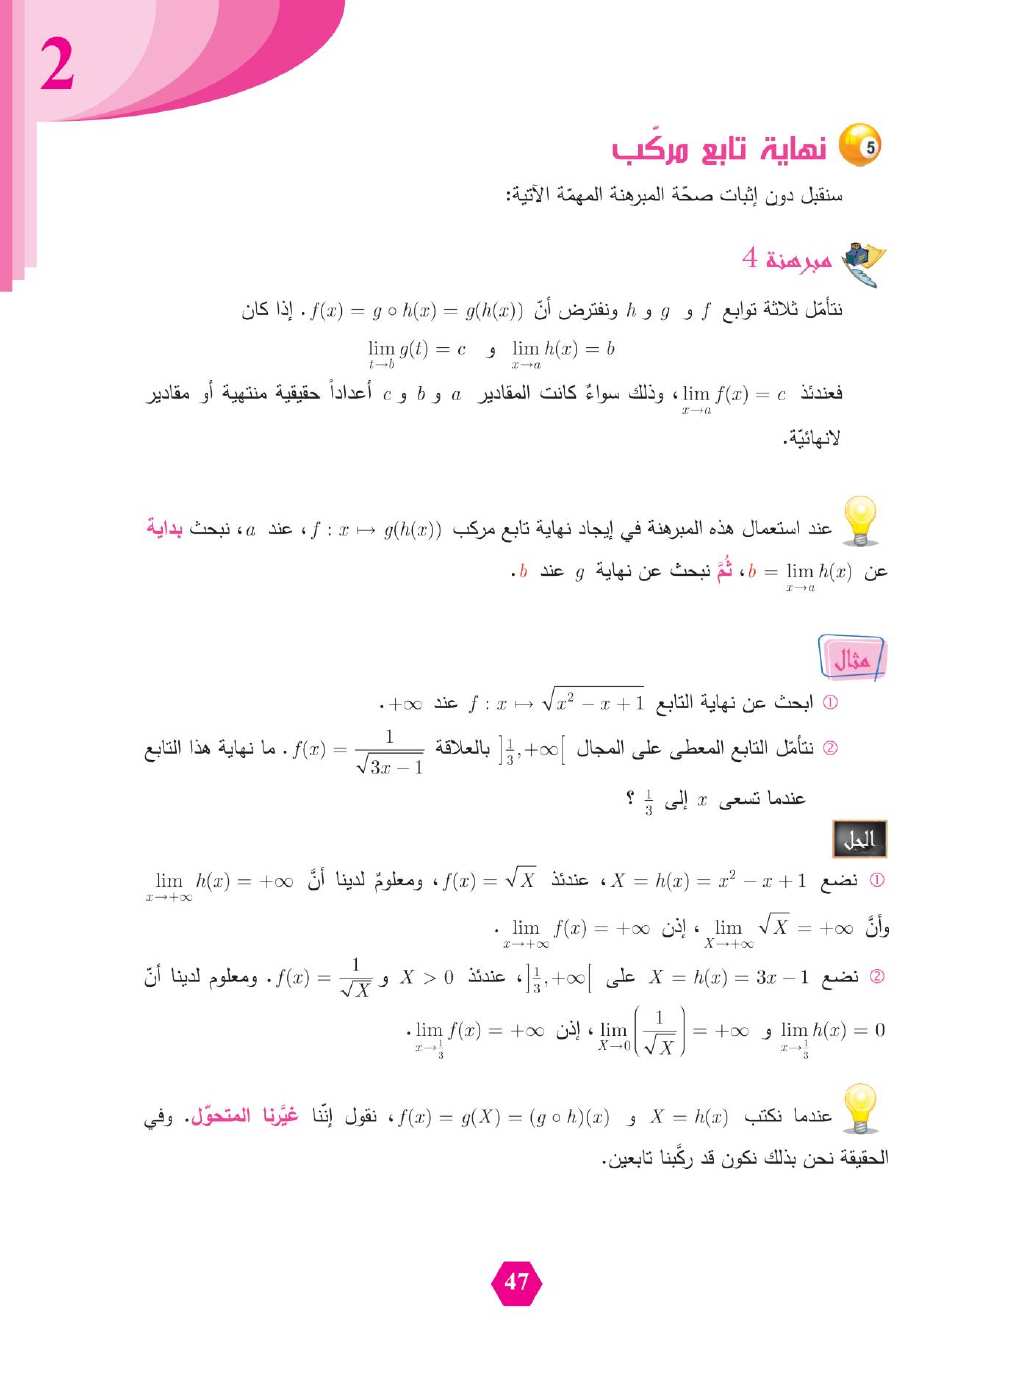 2
5 نهاية تابع مركّب
سنقبل دون إثبات صحّة المبرهنة المهمّة الآتية:
مبرهنة 4
نتأمّل ثلاثة توابع f و g و h ونفترض أنّ f(x) = g ∘ h(x) = g(h(x)) . إذا كان
lim_{x→a} h(x) = b و lim_{t→b} g(t) = c
فعندئذ lim_{x→a} f(x) = c ، وذلك سواءٌ كانت المقادير a و b و c أعداداً حقيقية منتهية أو مقادير
لانهائيّة.
عند استعمال هذه المبرهنة في إيجاد نهاية تابع مركب f : x ↦ g(h(x)) ، عند a، نبحث بداية
عن b = lim_{x→a} h(x) ، ثُمَّ نبحث عن نهاية g عند b.
مثال
① ابحث عن نهاية التابع f : x ↦ √(x² − x + 1) عند +∞.
② نتأمّل التابع المعطى على المجال ]1/3, +∞[ بالعلاقة f(x) = 1/√(3x − 1) . ما نهاية هذا التابع
عندما تسعى x إلى 1/3 ؟
الحل
① نضع X = h(x) = x² − x + 1 ، عندئذ f(x) = √X ، ومعلومٌ لدينا أنَّ lim_{x→+∞} h(x) = +∞
وأنَّ lim_{X→+∞} √X = +∞ ، إذن lim_{x→+∞} f(x) = +∞ .
② نضع X = h(x) = 3x − 1 على ]1/3, +∞[ ، عندئذ X > 0 و f(x) = 1/√X . ومعلوم لدينا أنّ
lim_{x→1/3} h(x) = 0 و lim_{X→0} (1/√X) = +∞ ، إذن lim_{x→1/3} f(x) = +∞ .
عندما نكتب X = h(x) و f(x) = g(X) = (g ∘ h)(x) ، نقول إنّنا غيَّرنا المتحوّل. وفي
الحقيقة نحن بذلك نكون قد ركَّبنا تابعين.
47